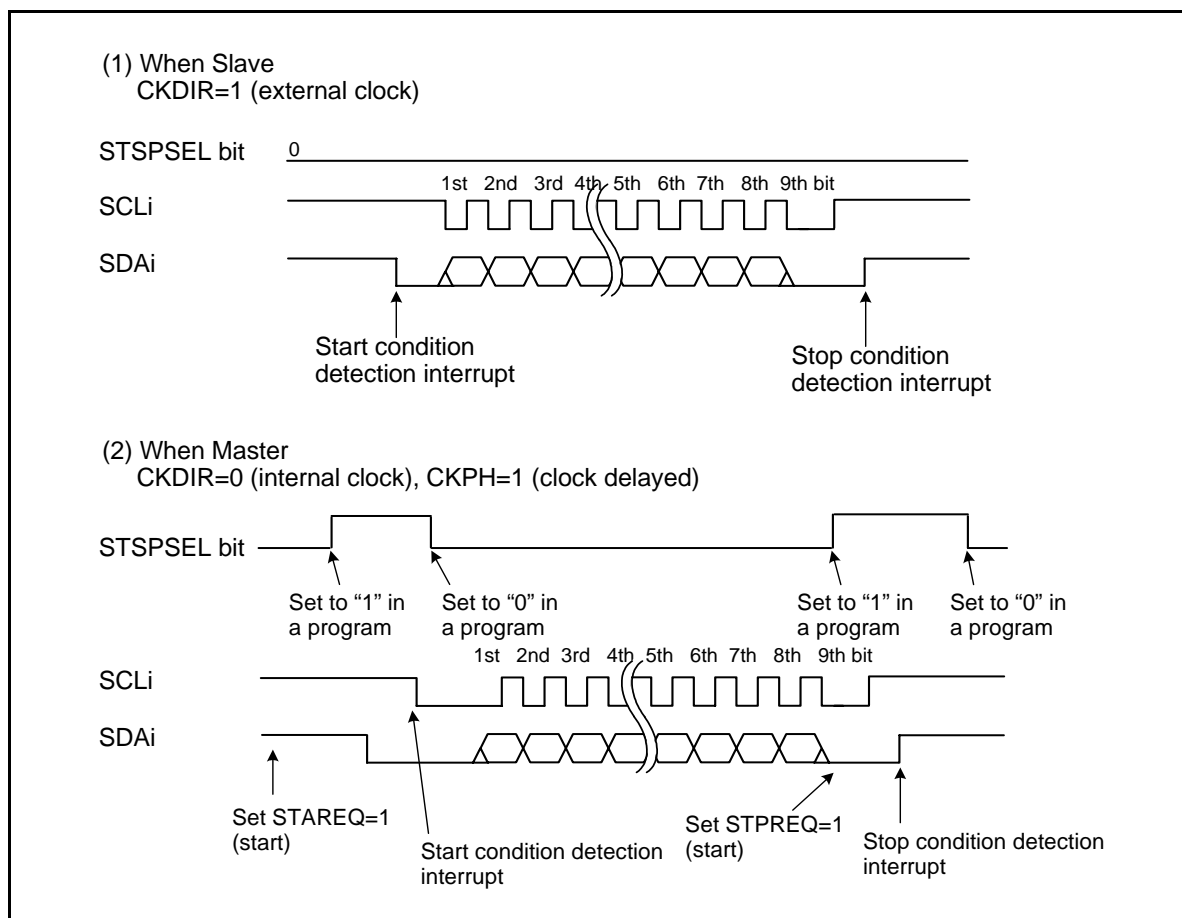 (1) When Slave
CKDIR=1 (external clock)
STSPSEL bit
0
1st 2nd 3rd 4th 5th 6th 7th 8th 9th bit
SCLi
SDAi
Start condition
detection interrupt
Stop condition
detection interrupt
(2) When Master
CKDIR=0 (internal clock), CKPH=1 (clock delayed)
STSPSEL bit
Set to “1” in
a program
Set to “0” in
a program
Set to “1” in
a program
Set to “0” in
a program
1st 2nd 3rd 4th 5th 6th 7th 8th 9th bit
SCLi
SDAi
Set STAREQ=1
(start)
Start condition detection
interrupt
Set STPREQ=1
(start)
Stop condition detection
interrupt